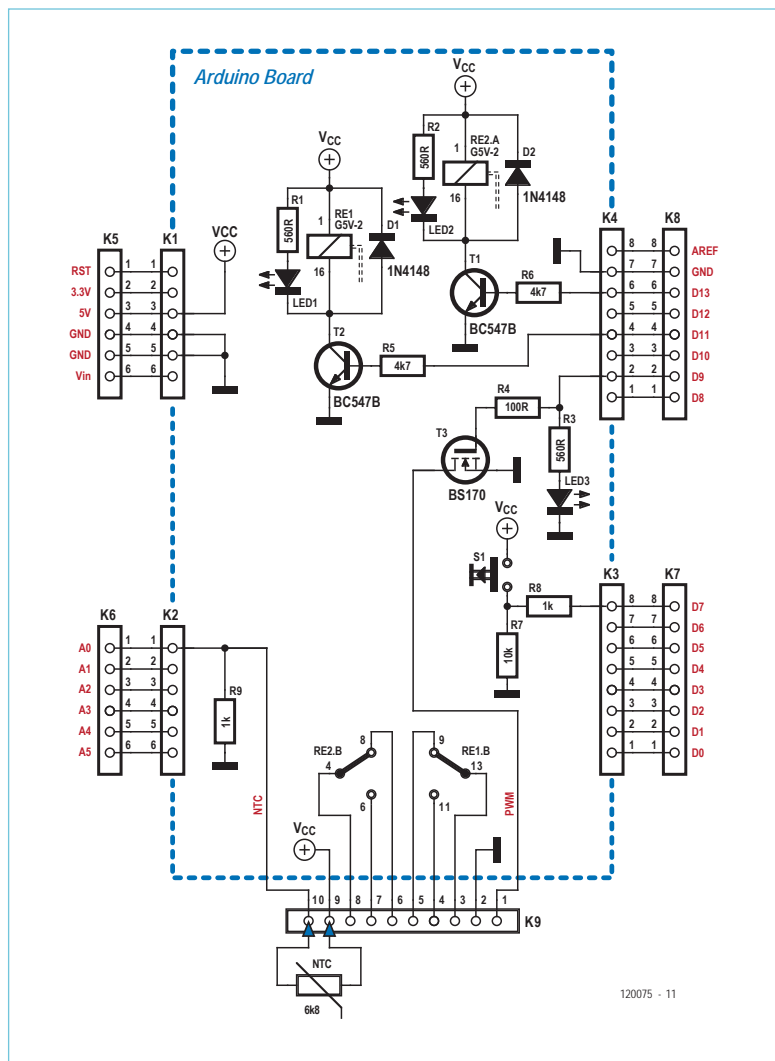 Arduino Board
VCC
R2
560R
1
RE2.A
G5V-2
D2
16
1N4148
LED2
VCC
R1
560R
1
RE1
G5V-2
D1
16
1N4148
LED1
T1
BC547B
R6
4k7
T2
BC547B
R5
4k7
K5
K1
VCC
RST 1 1
3.3V 2 2
5V 3 3
GND 4 4
GND 5 5
Vin 6 6
K4
K8
8 8 AREF
7 7 GND
6 6 D13
5 5 D12
4 4 D11
3 3 D10
2 2 D9
1 1 D8
R4
100R
R3
560R
T3
BS170
LED3
VCC
S1
R8
1k
R7
10k
K3
K7
8 8 D7
7 7 D6
6 6 D5
5 5 D4
4 4 D3
3 3 D2
2 2 D1
1 1 D0
K6
K2
A0 1 1
A1 2 2
A2 3 3
A3 4 4
A4 5 5
A5 6 6
R9
1k
NTC
RE2.B
8
4
6
RE1.B
9
13
11
PWM
VCC
10 9 8 7 6 5 4 3 2 1
K9
NTC
6k8
120075 - 11